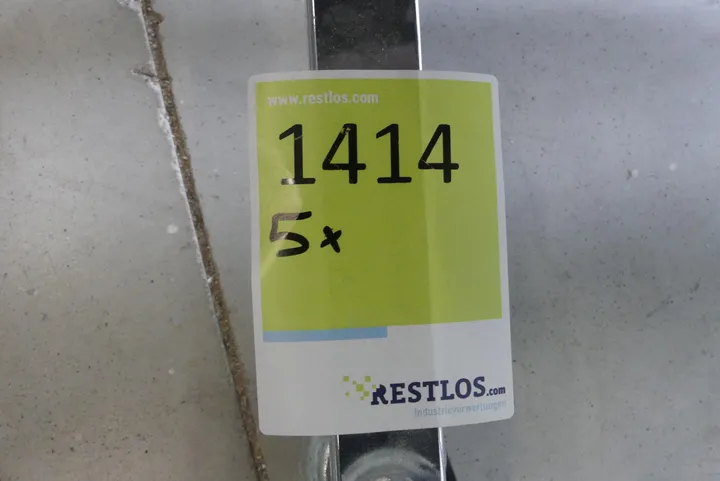 www.restlos.com
1414
5x
RESTLOS.com
Industrieverwertungen